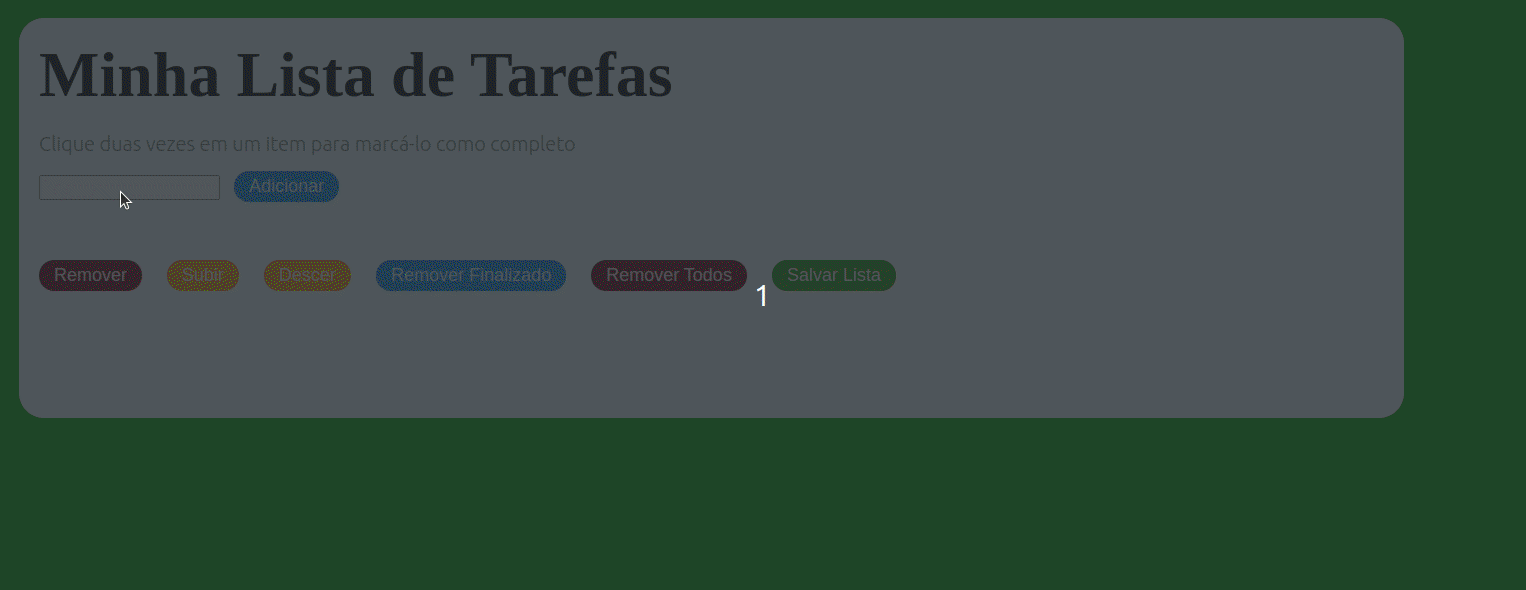 Minha Lista de Tarefas
Clique duas vezes em um item para marcá-lo como completo
Adicionar
Remover Subir Descer Remover Finalizado Remover Todos Salvar Lista
1